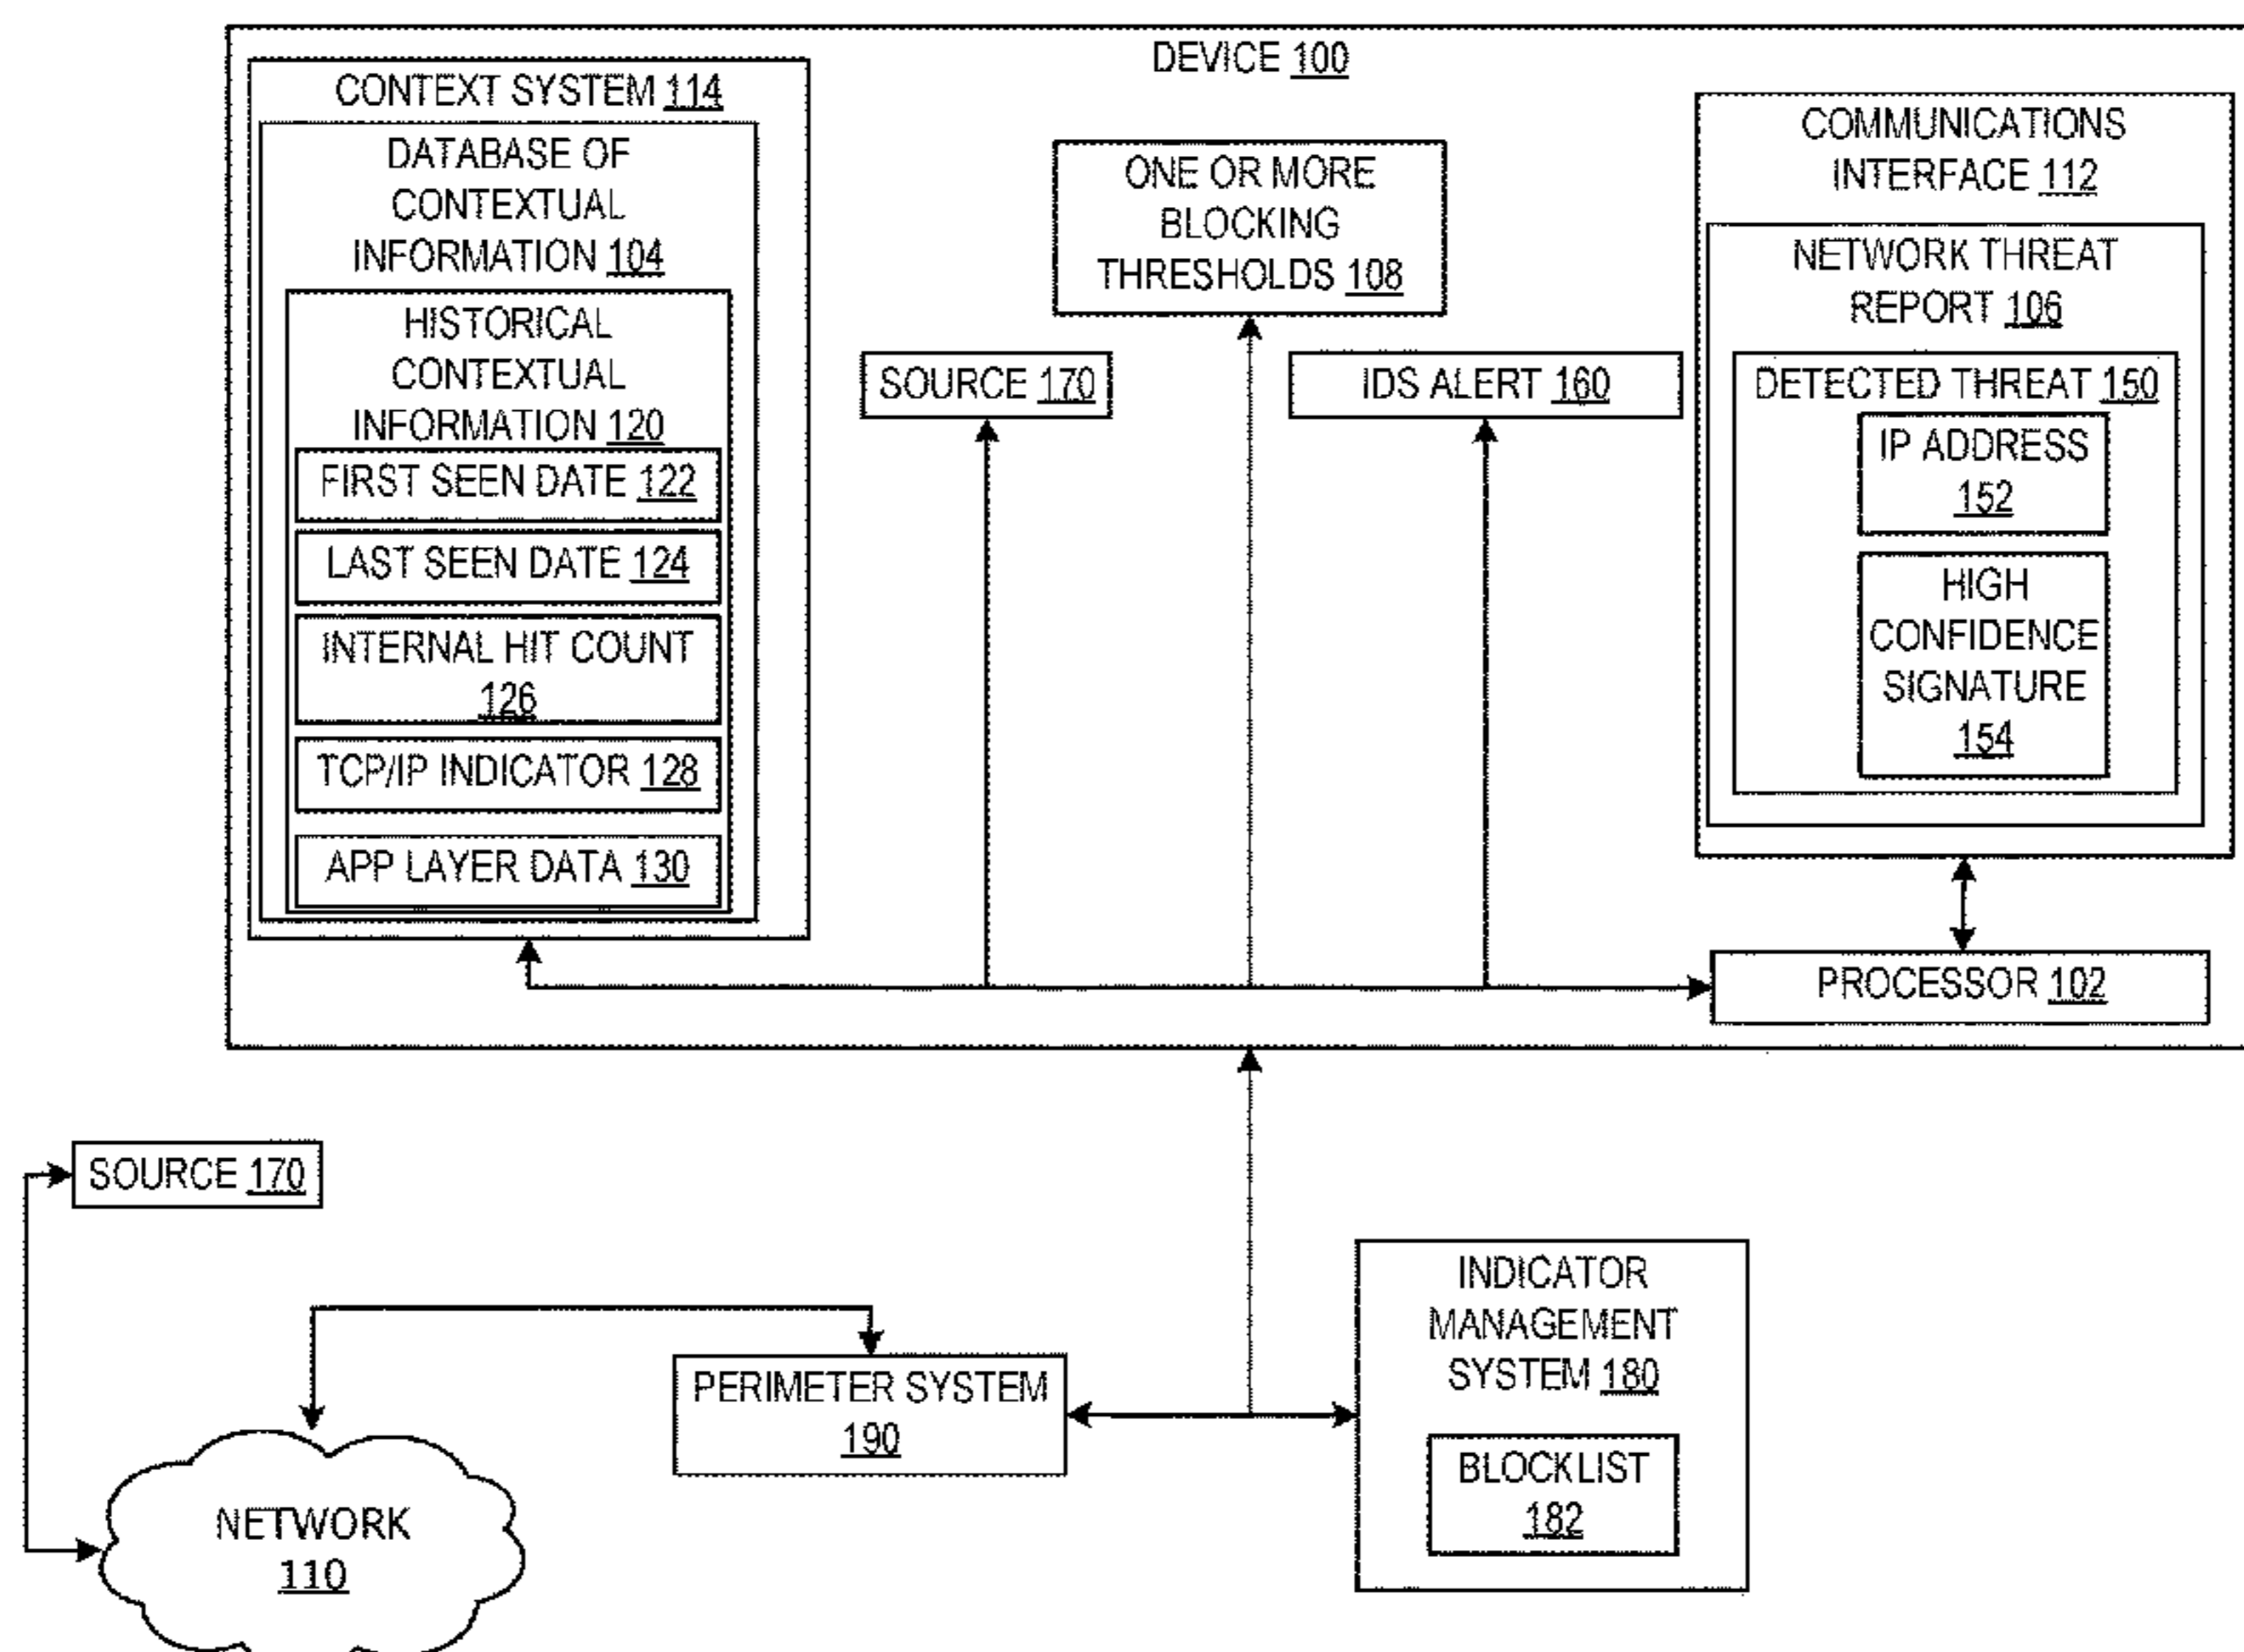 DEVICE 100
CONTEXT SYSTEM 114
DATABASE OF
CONTEXTUAL
INFORMATION 104
HISTORICAL
CONTEXTUAL
INFORMATION 120
FIRST SEEN DATE 122
LAST SEEN DATE 124
INTERNAL HIT COUNT
126
TCP/IP INDICATOR 128
APP LAYER DATA 130
SOURCE 170
ONE OR MORE
BLOCKING
THRESHOLDS 108
IDS ALERT 160
COMMUNICATIONS
INTERFACE 112
NETWORK THREAT
REPORT 106
DETECTED THREAT 150
IP ADDRESS
152
HIGH
CONFIDENCE
SIGNATURE
154
PROCESSOR 102
SOURCE 170
NETWORK
110
PERIMETER SYSTEM
190
INDICATOR
MANAGEMENT
SYSTEM 180
BLOCKLIST
182